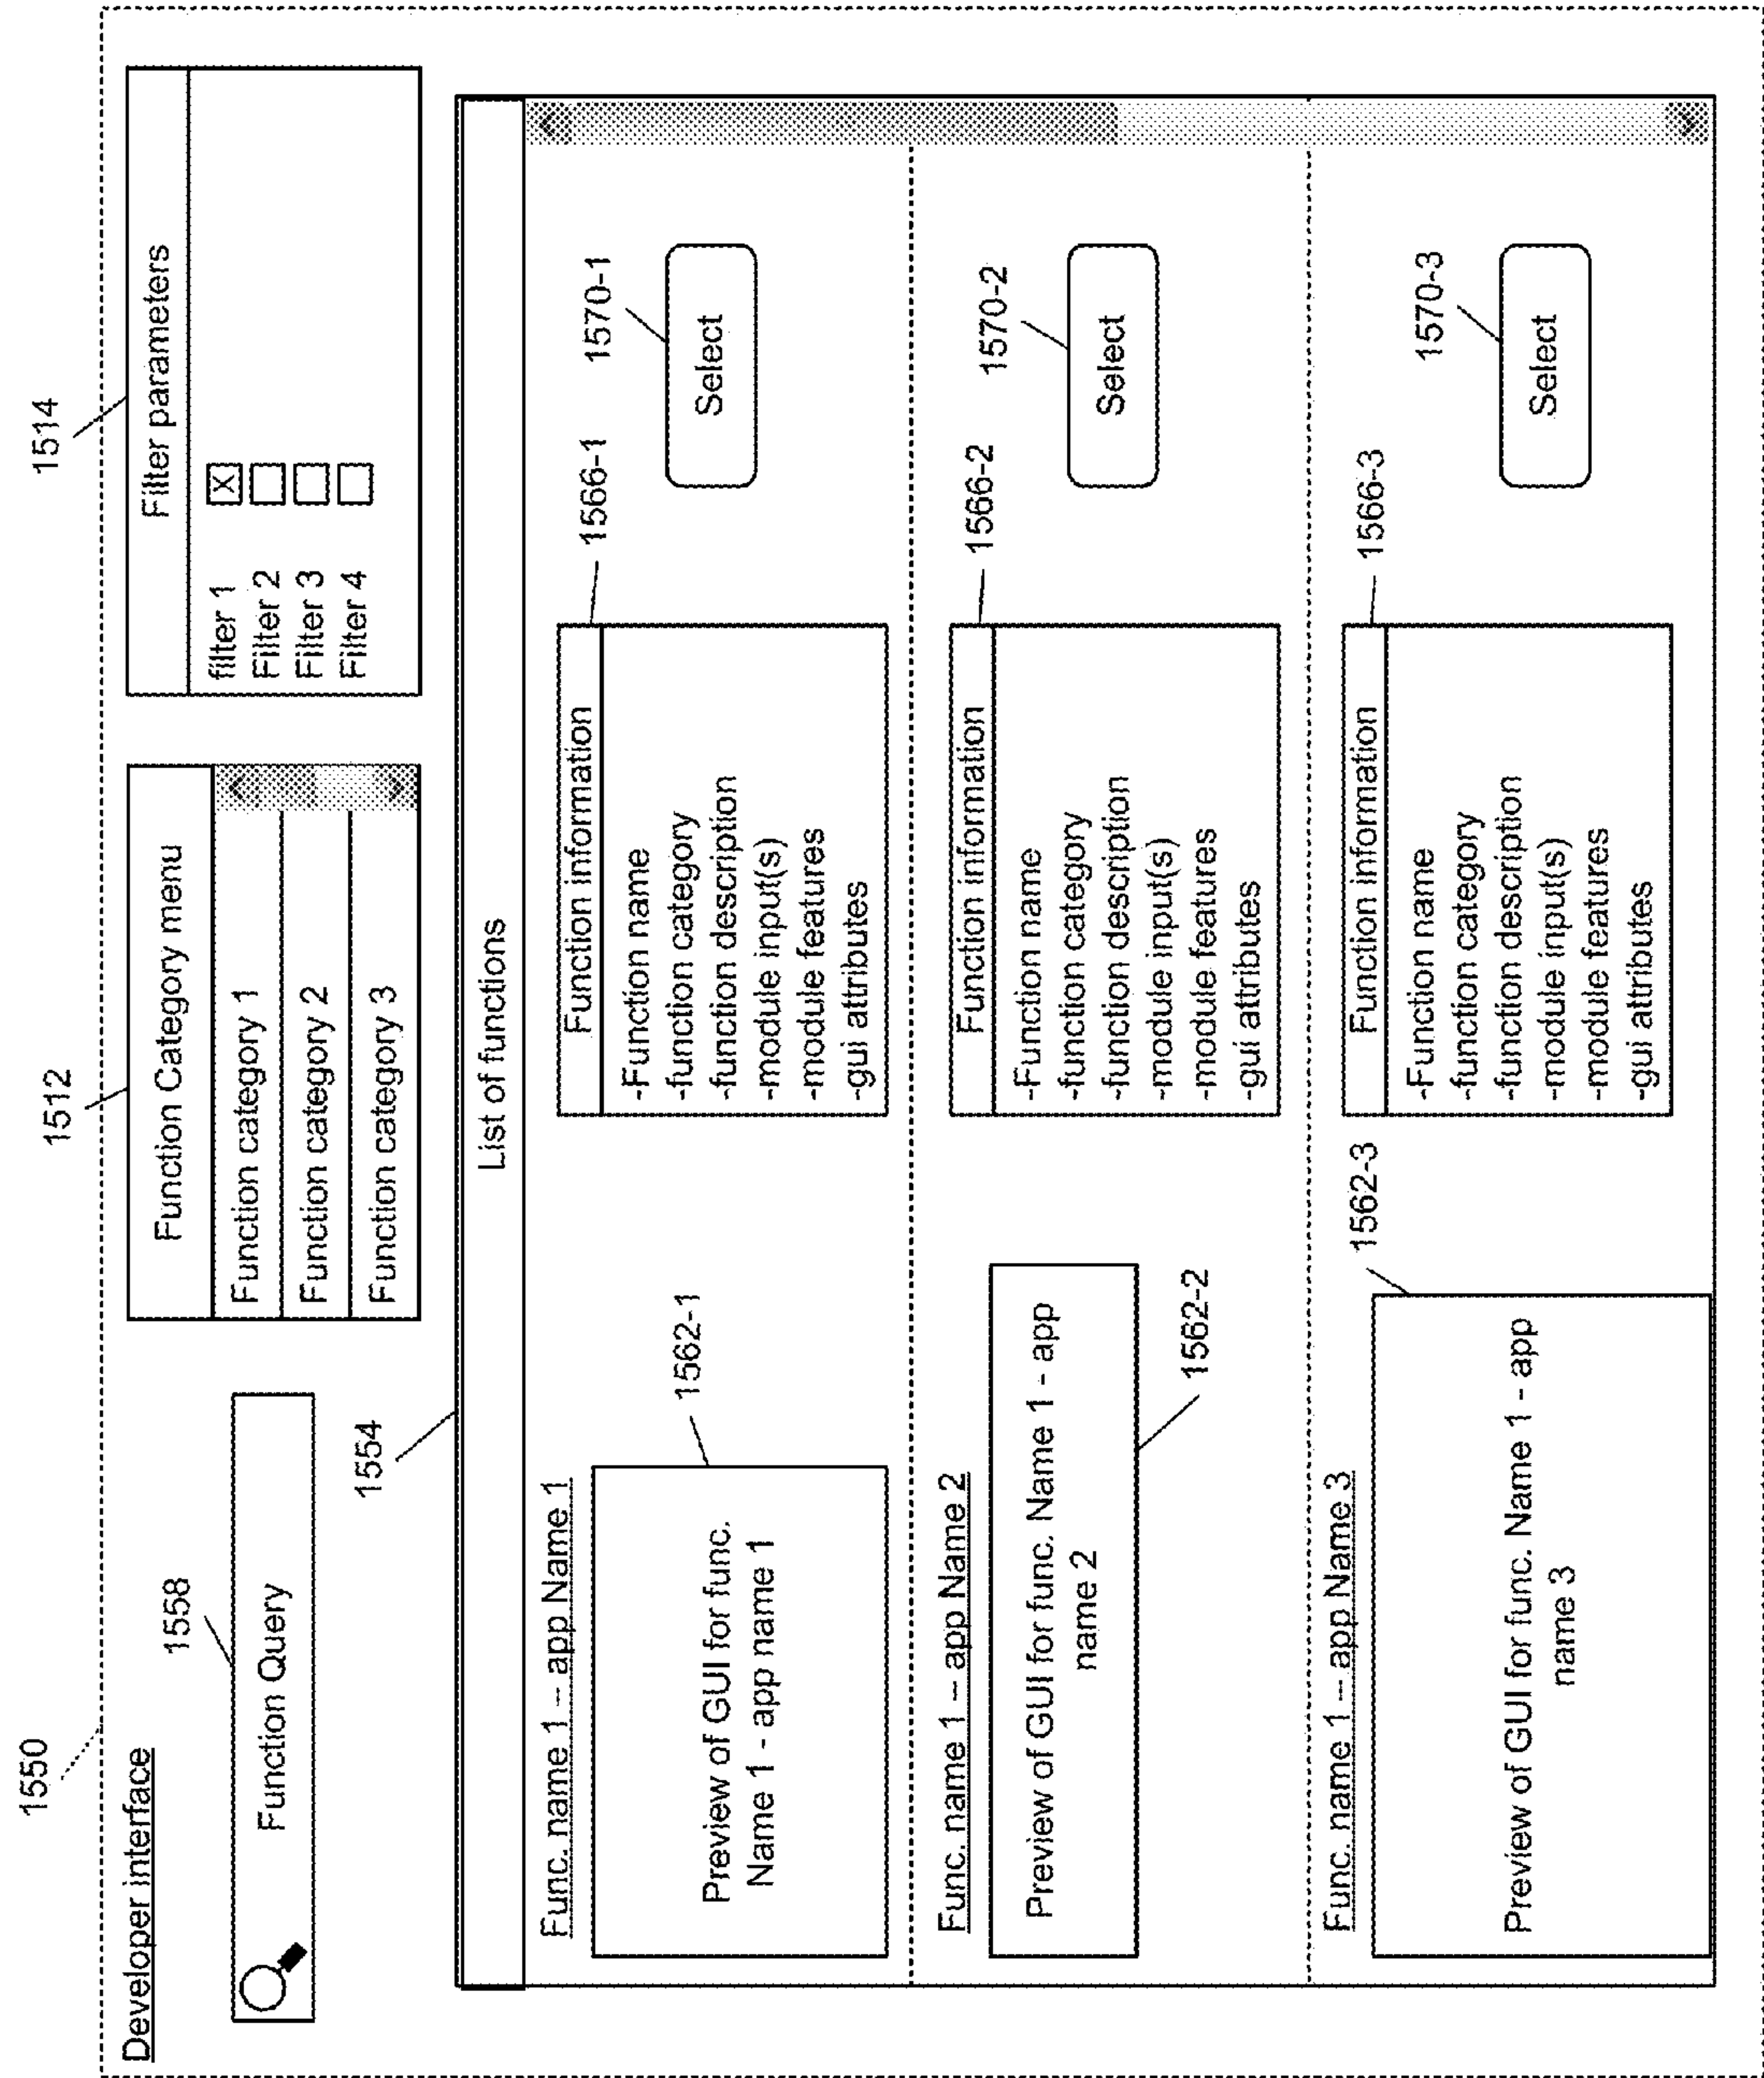 1550
1512
1514
Developer interface
1558
Function Query
Function Category menu
Function category 1
Function category 2
Function category 3
Filter parameters
filter 1 X
Filter 2
Filter 3
Filter 4
1554
List of functions
Func. name 1 -- app Name 1
1562-1
Preview of GUI for func.
Name 1 - app name 1
1566-1
Function information
-Function name
-function category
-function description
-module input(s)
-module features
-gui attributes
1570-1
Select
Func. name 1 -- app Name 2
Preview of GUI for func. Name 1 - app
name 2
1562-2
1566-2
Function information
-Function name
-function category
-function description
-module input(s)
-module features
-gui attributes
1570-2
Select
Func. name 1 -- app Name 3
1562-3
Preview of GUI for func. Name 1 - app
name 3
1566-3
Function information
-Function name
-function category
-function description
-module input(s)
-module features
-gui attributes
1570-3
Select